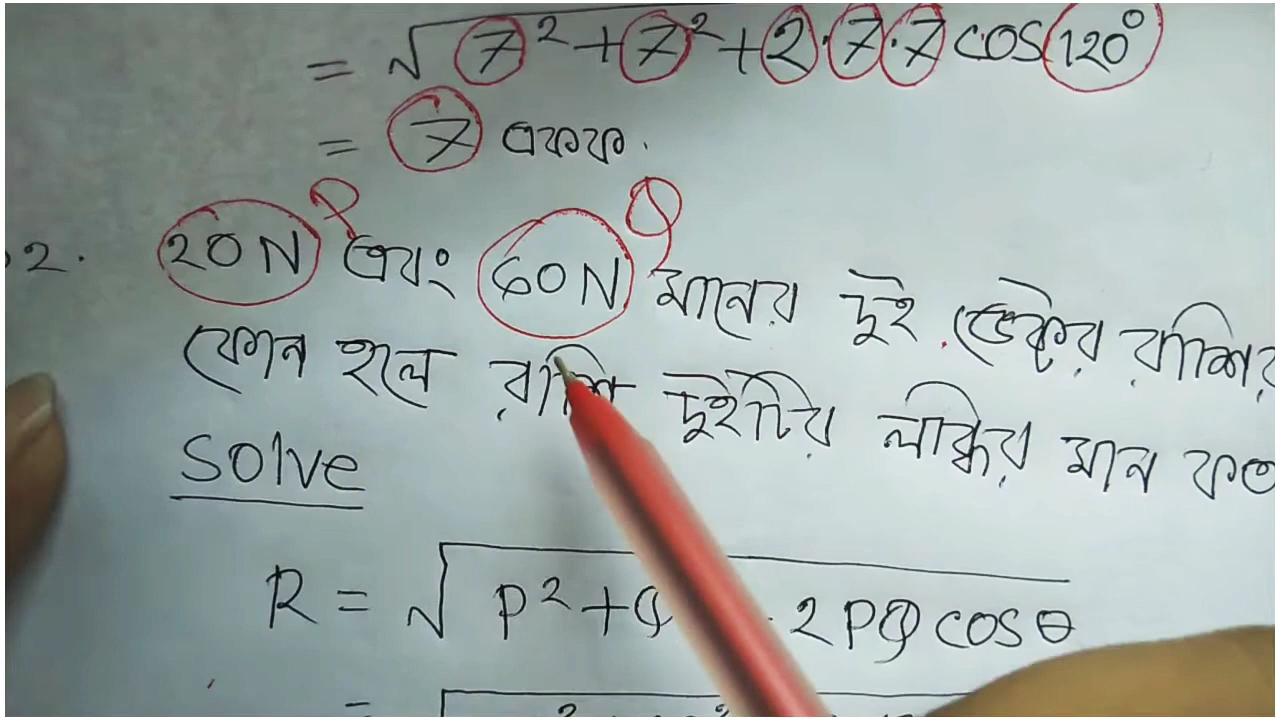 = √7² + 7² + 2·7·7 cos 120°
= 7 একক.
P Q
2. 20N এবং 60N মানের দুই ভেক্টর রাশির
কোন হলে রাশি দুইটির লব্ধির মান কত
Solve
R = √P² + Q 2PQ cosθ
=